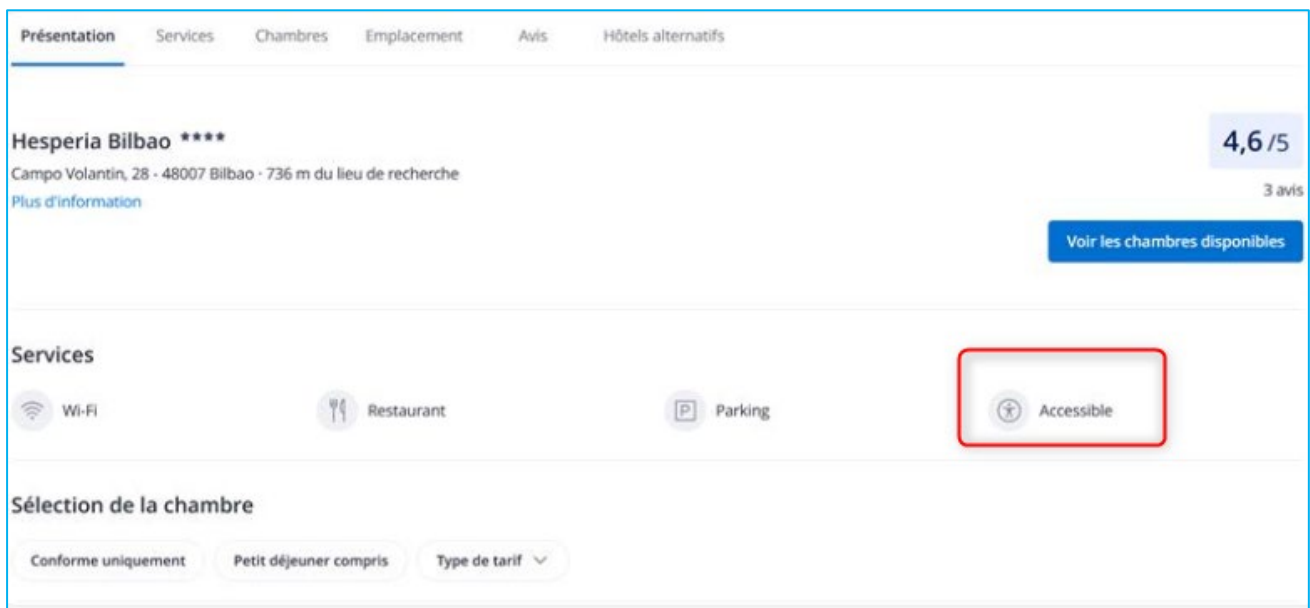 Présentation Services Chambres Emplacement Avis Hôtels alternatifs
Hesperia Bilbao ****
4,6 /5
Campo Volantin, 28 - 48007 Bilbao · 736 m du lieu de recherche
3 avis
Plus d'information
Voir les chambres disponibles
Services
Wi-Fi Restaurant P Parking Accessible
Sélection de la chambre
Conforme uniquement Petit déjeuner compris Type de tarif